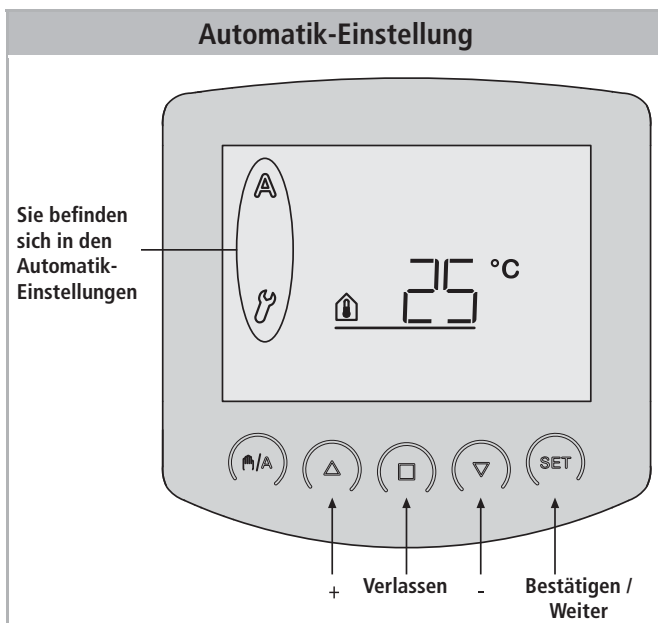 Automatik-Einstellung
Sie befinden
sich in den
Automatik-
Einstellungen
A
25 °C
/A
SET
+
Verlassen
-
Bestätigen /
Weiter